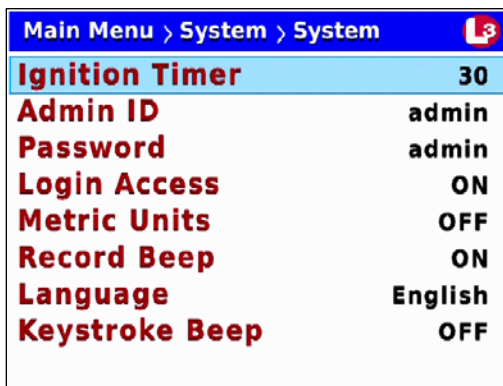 Main Menu > System > System L3
Ignition Timer 30
Admin ID admin
Password admin
Login Access ON
Metric Units OFF
Record Beep ON
Language English
Keystroke Beep OFF